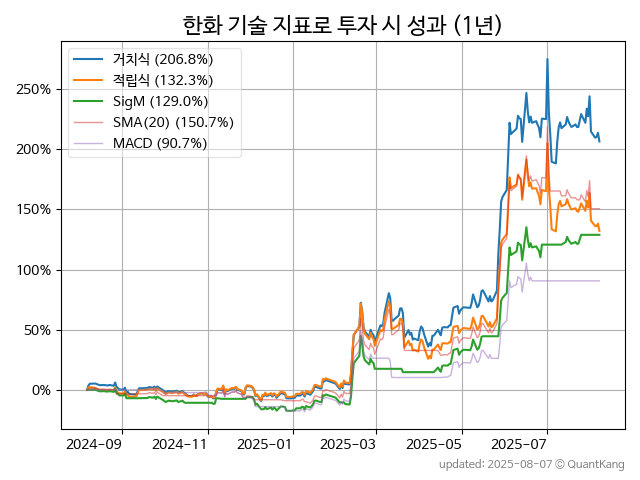 한화 기술 지표로 투자 시 성과 (1년)
거치식 (206.8%)
적립식 (132.3%)
SigM (129.0%)
SMA(20) (150.7%)
MACD (90.7%)
250%
200%
150%
100%
50%
0%
2024-09 2024-11 2025-01 2025-03 2025-05 2025-07
updated: 2025-08-07 © QuantKang